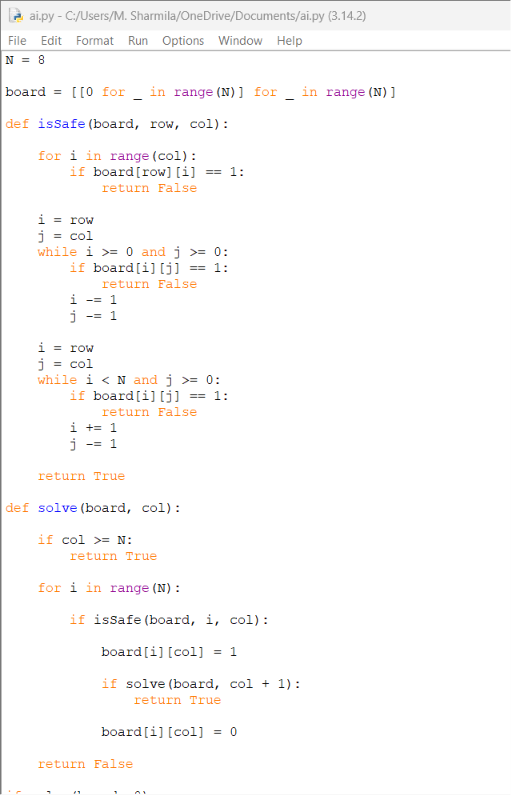 ai.py - C:/Users/M. Sharmila/OneDrive/Documents/ai.py (3.14.2)
File Edit Format Run Options Window Help
N = 8
board = [[0 for _ in range(N)] for _ in range(N)]
def isSafe(board, row, col):
    for i in range(col):
        if board[row][i] == 1:
            return False
    i = row
    j = col
    while i >= 0 and j >= 0:
        if board[i][j] == 1:
            return False
        i -= 1
        j -= 1
    i = row
    j = col
    while i < N and j >= 0:
        if board[i][j] == 1:
            return False
        i += 1
        j -= 1
    return True
def solve(board, col):
    if col >= N:
        return True
    for i in range(N):
        if isSafe(board, i, col):
            board[i][col] = 1
            if solve(board, col + 1):
                return True
            board[i][col] = 0
    return False